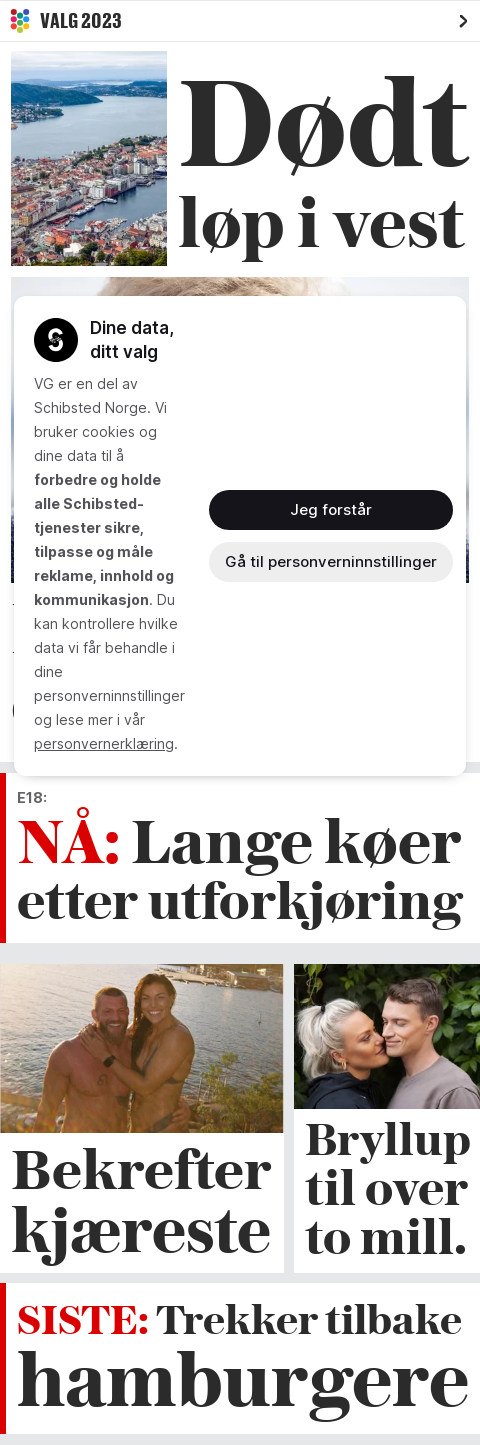 VALG 2023
Dødt
løp i vest
Dine data,
ditt valg
VG er en del av
Schibsted Norge. Vi
bruker cookies og
dine data til å
forbedre og holde
alle Schibsted-
tjenester sikre,
tilpasse og måle
reklame, innhold og
kommunikasjon. Du
kan kontrollere hvilke
data vi får behandle i
dine
personverninnstillinger
og lese mer i vår
personvernerklæring.
Jeg forstår
Gå til personverninnstillinger
E18:
NÅ: Lange køer
etter utforkjøring
Bekrefter
kjæreste
Bryllup
til over
to mill.
SISTE: Trekker tilbake
hamburgere